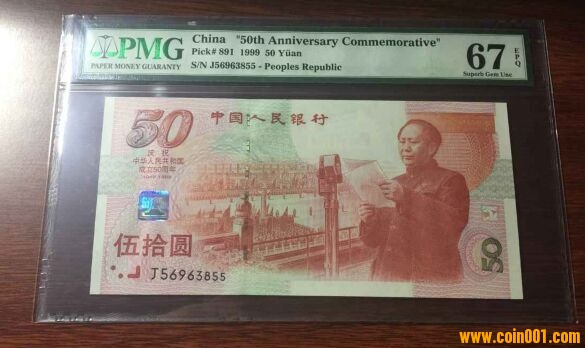 PMG
PAPER MONEY GUARANTY
China "50th Anniversary Commemorative"
Pick# 891 1999 50 Yüan
S/N J56963855 - Peoples Republic
67 EPQ
Superb Gem Unc
50
中国人民银行
庆祝
中华人民共和国
成立50周年
伍拾圆
J56963855
50
www.coin001.com